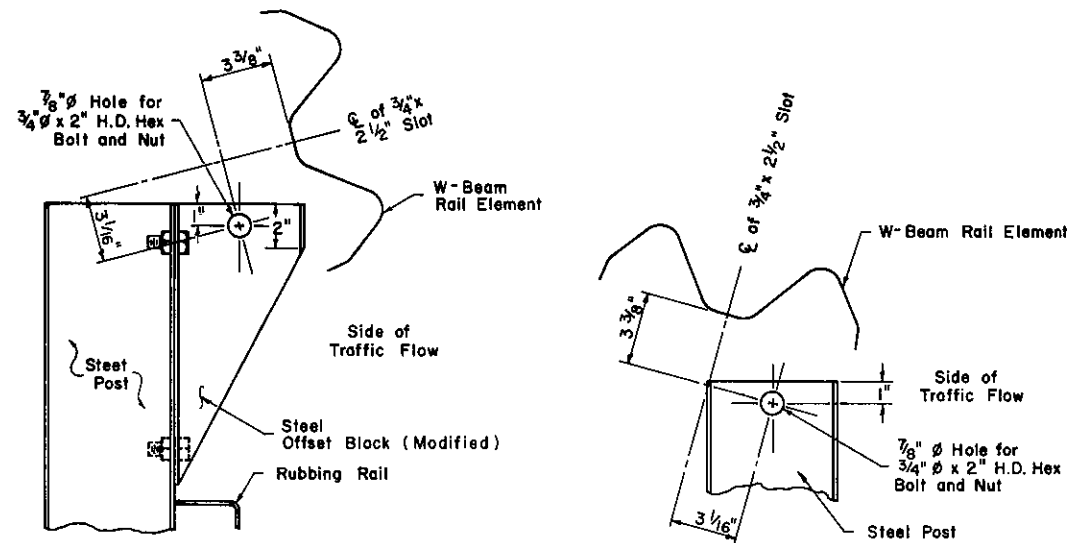 3 3/8"
7/8" Ø Hole for
3/4" Ø x 2" H.D. Hex
Bolt and Nut
℄ of 3/4" x
2 1/2" Slot
W-Beam
Rail Element
3 1/16"
1"
2"
Side of
Traffic Flow
Steel
Post
Steel
Offset Block (Modified)
Rubbing Rail
℄ of 3/4" x 2 1/2" Slot
W-Beam Rail Element
3 3/8"
Side of
Traffic Flow
1"
7/8" Ø Hole for
3/4" Ø x 2" H.D. Hex
Bolt and Nut
3 1/16"
Steel Post